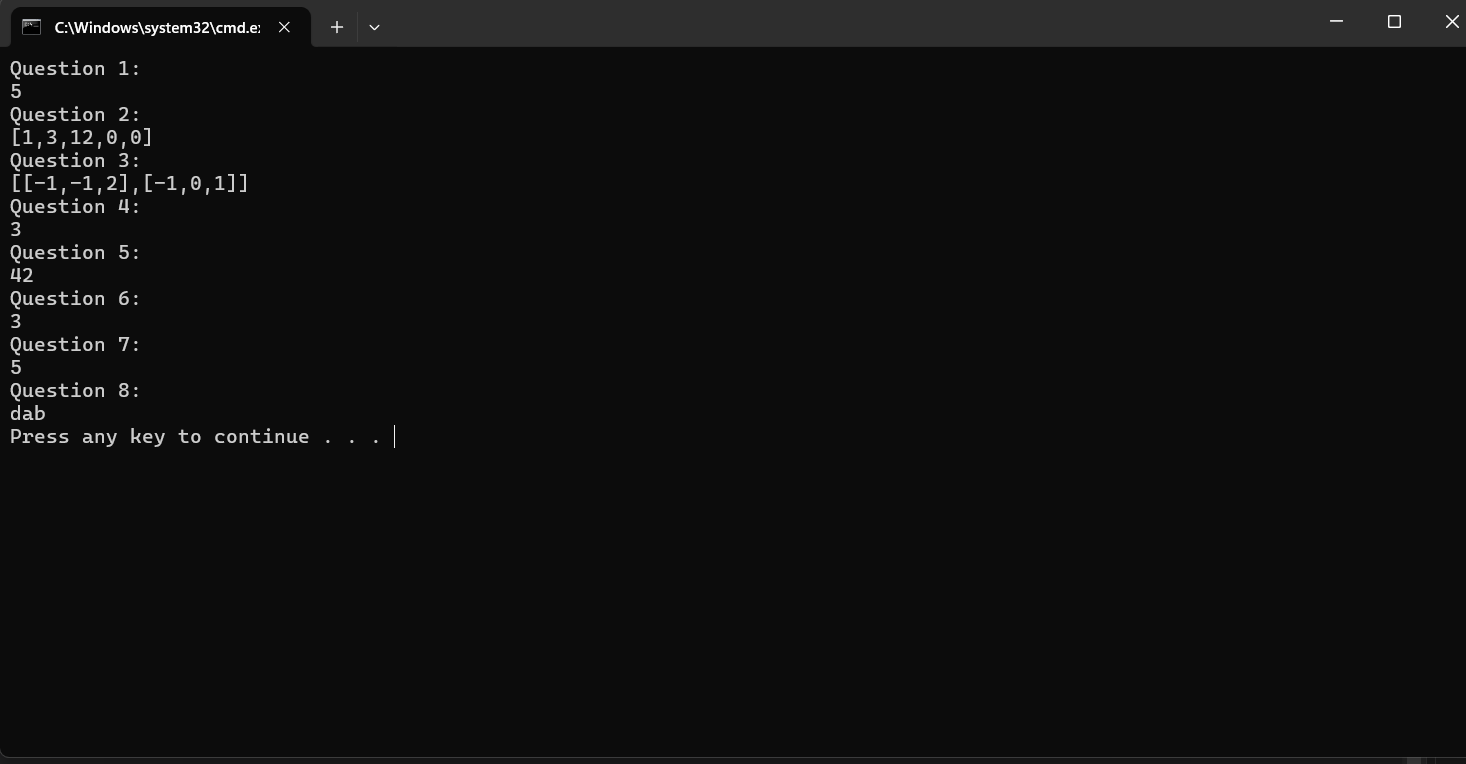 C:\Windows\system32\cmd.e
Question 1:
5
Question 2:
[1,3,12,0,0]
Question 3:
[[-1,-1,2],[-1,0,1]]
Question 4:
3
Question 5:
42
Question 6:
3
Question 7:
5
Question 8:
dab
Press any key to continue . . .